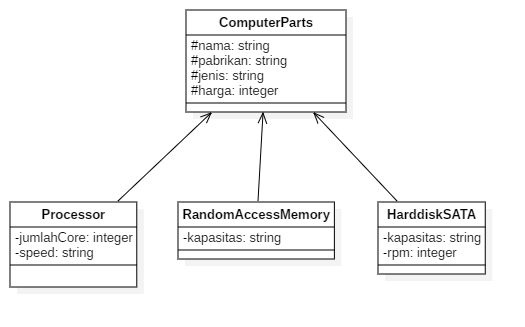 ComputerParts
#nama: string
#pabrikan: string
#jenis: string
#harga: integer
Processor
-jumlahCore: integer
-speed: string
RandomAccessMemory
-kapasitas: string
HarddiskSATA
-kapasitas: string
-rpm: integer